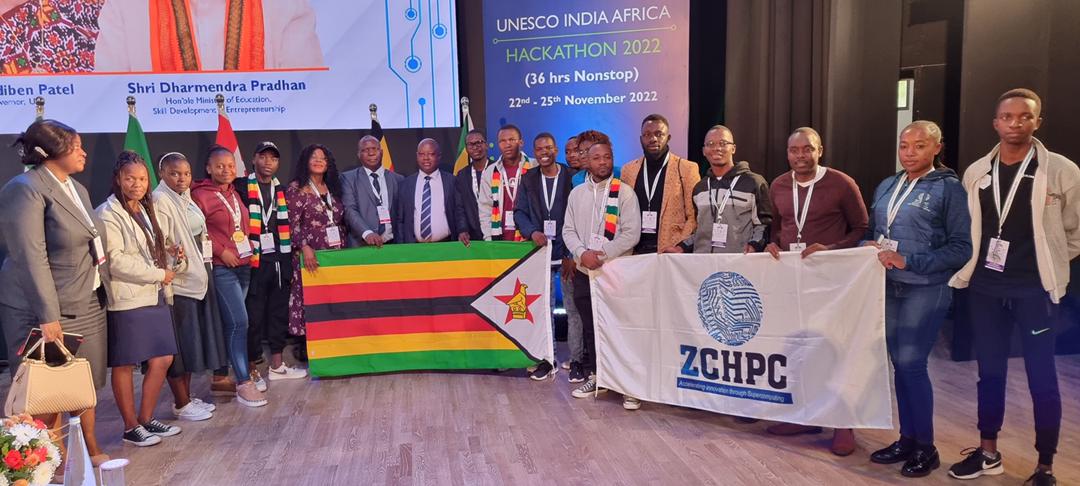 diben Patel
vernor, U
Shri Dharmendra Pradhan
Hon'ble Minister of Education,
Skill Development & Entrepreneurship
UNESCO INDIA AFRICA
HACKATHON 2022
(36 hrs Nonstop)
22nd - 25th November 2022
ZCHPC
Accelerating Innovation through Supercomputing